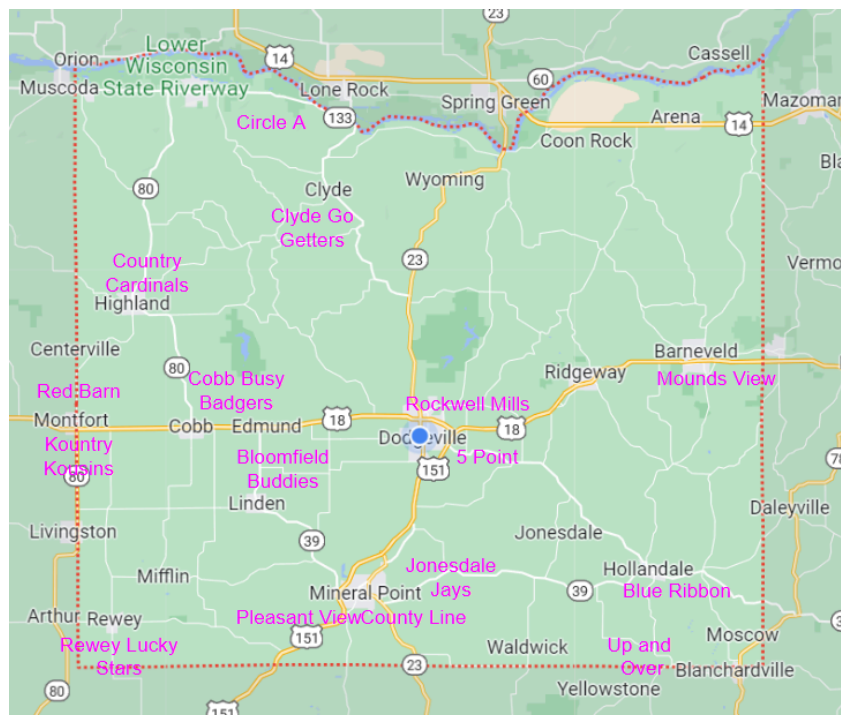 Lower
Wisconsin
State Riverway
Orion
Muscoda
14
Lone Rock
60
Cassell
Spring Green
Mazoman
Circle A
133
Arena
14
Coon Rock
80
Clyde
Wyoming
Clyde Go
Getters
23
Country
Cardinals
Highland
Centerville
80
Barneveld
Ridgeway
Red Barn
Cobb Busy
Badgers
Mounds View
Rockwell Mills
Montfort
Cobb
Edmund
18
18
Dodgeville
Kountry
Kousins
80
Bloomfield
Buddies
5 Point
151
78
Linden
Daleyville
Livingston
39
Jonesdale
Mifflin
Jonesdale
Jays
Hollandale
Mineral Point
39
Blue Ribbon
Arthur
Rewey
Pleasant View
County Line
151
Moscow
Rewey Lucky
Stars
Waldwick
Up and
Over
23
Blanchardville
80
Yellowstone
151